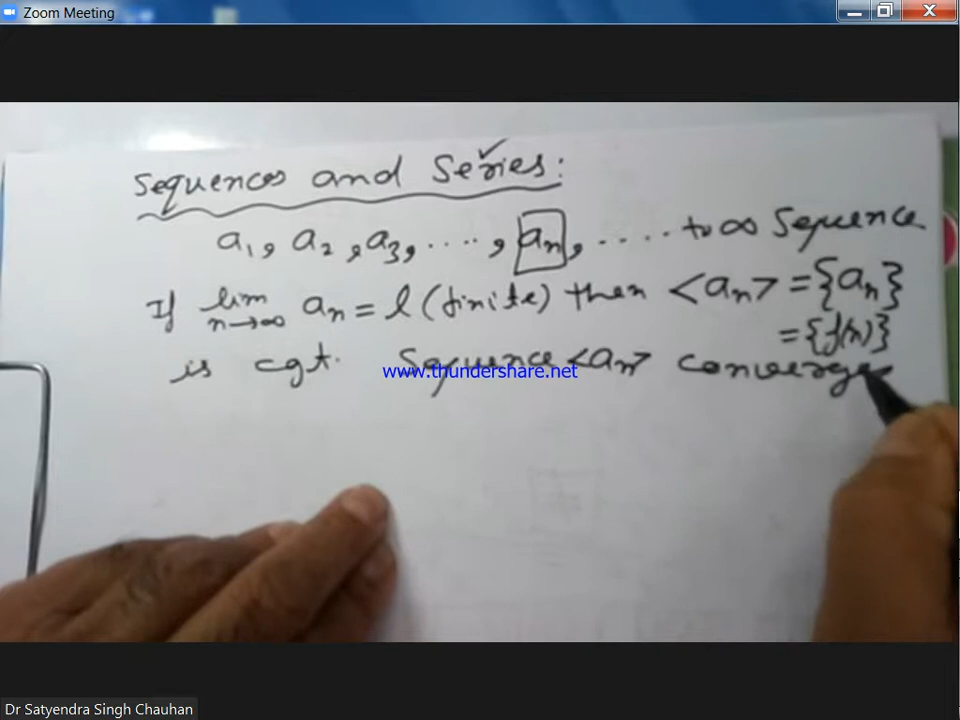 Zoom Meeting
Sequences and Series:
a₁, a₂, a₃, ...., aₙ, .... to ∞ Sequence
If lim n→∞ aₙ = l (finite) then <aₙ> = {aₙ}
= {f(n)}
is cgt. Sequence <aₙ> converges
www.thundershare.net
Dr Satyendra Singh Chauhan